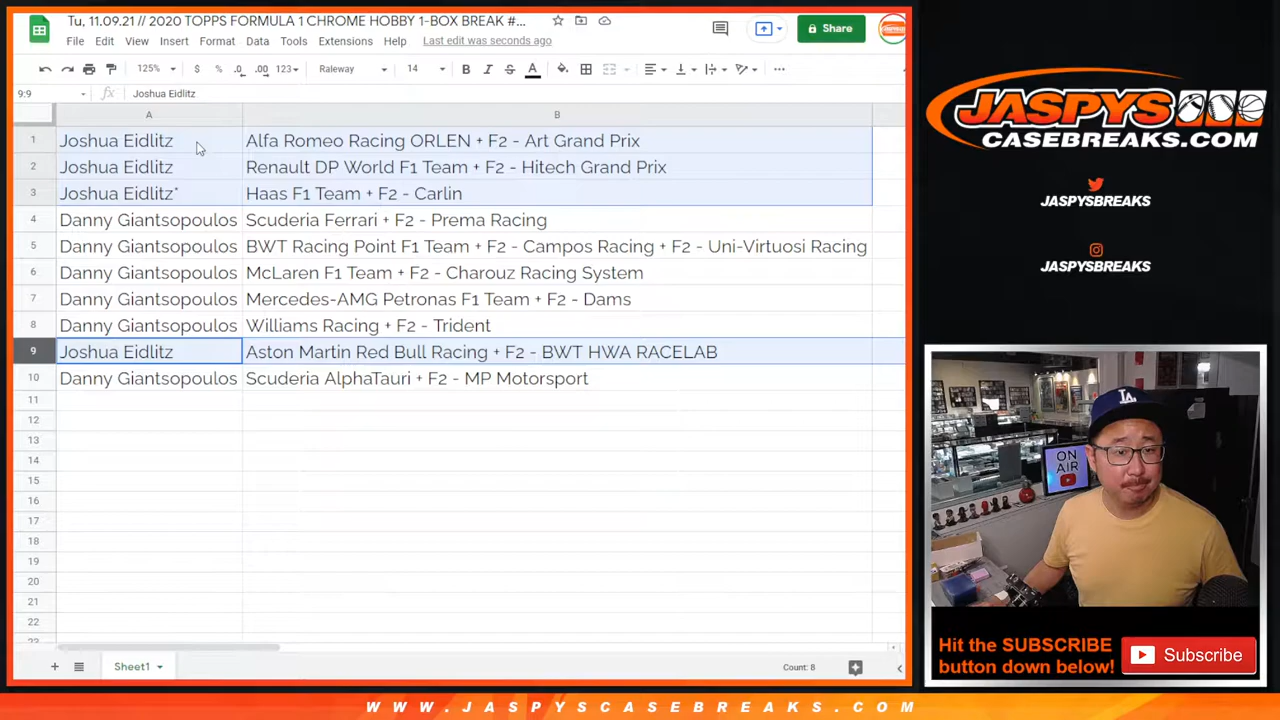 Tu, 11.09.21 // 2020 TOPPS FORMULA 1 CHROME HOBBY 1-BOX BREAK #...
File Edit View Insert Format Data Tools Extensions Help Last edit was seconds ago
Share
125% $ % .0 .00 123 Raleway 14 B I S A
9:9 fx Joshua Eidlitz
A B
1 Joshua Eidlitz Alfa Romeo Racing ORLEN + F2 - Art Grand Prix
2 Joshua Eidlitz Renault DP World F1 Team + F2 - Hitech Grand Prix
3 Joshua Eidlitz* Haas F1 Team + F2 - Carlin
4 Danny Giantsopoulos Scuderia Ferrari + F2 - Prema Racing
5 Danny Giantsopoulos BWT Racing Point F1 Team + F2 - Campos Racing + F2 - Uni-Virtuosi Racing
6 Danny Giantsopoulos McLaren F1 Team + F2 - Charouz Racing System
7 Danny Giantsopoulos Mercedes-AMG Petronas F1 Team + F2 - Dams
8 Danny Giantsopoulos Williams Racing + F2 - Trident
9 Joshua Eidlitz Aston Martin Red Bull Racing + F2 - BWT HWA RACELAB
10 Danny Giantsopoulos Scuderia AlphaTauri + F2 - MP Motorsport
11
12
13
14
15
16
17
18
19
20
21
22
23
Sheet1
Count: 8
JASPYS
CASEBREAKS.COM
JASPYSBREAKS
JASPYSBREAKS
ON
AIR
LA
Hit the SUBSCRIBE
button down below!
Subscribe
WWW.JASPYSCASEBREAKS.COM